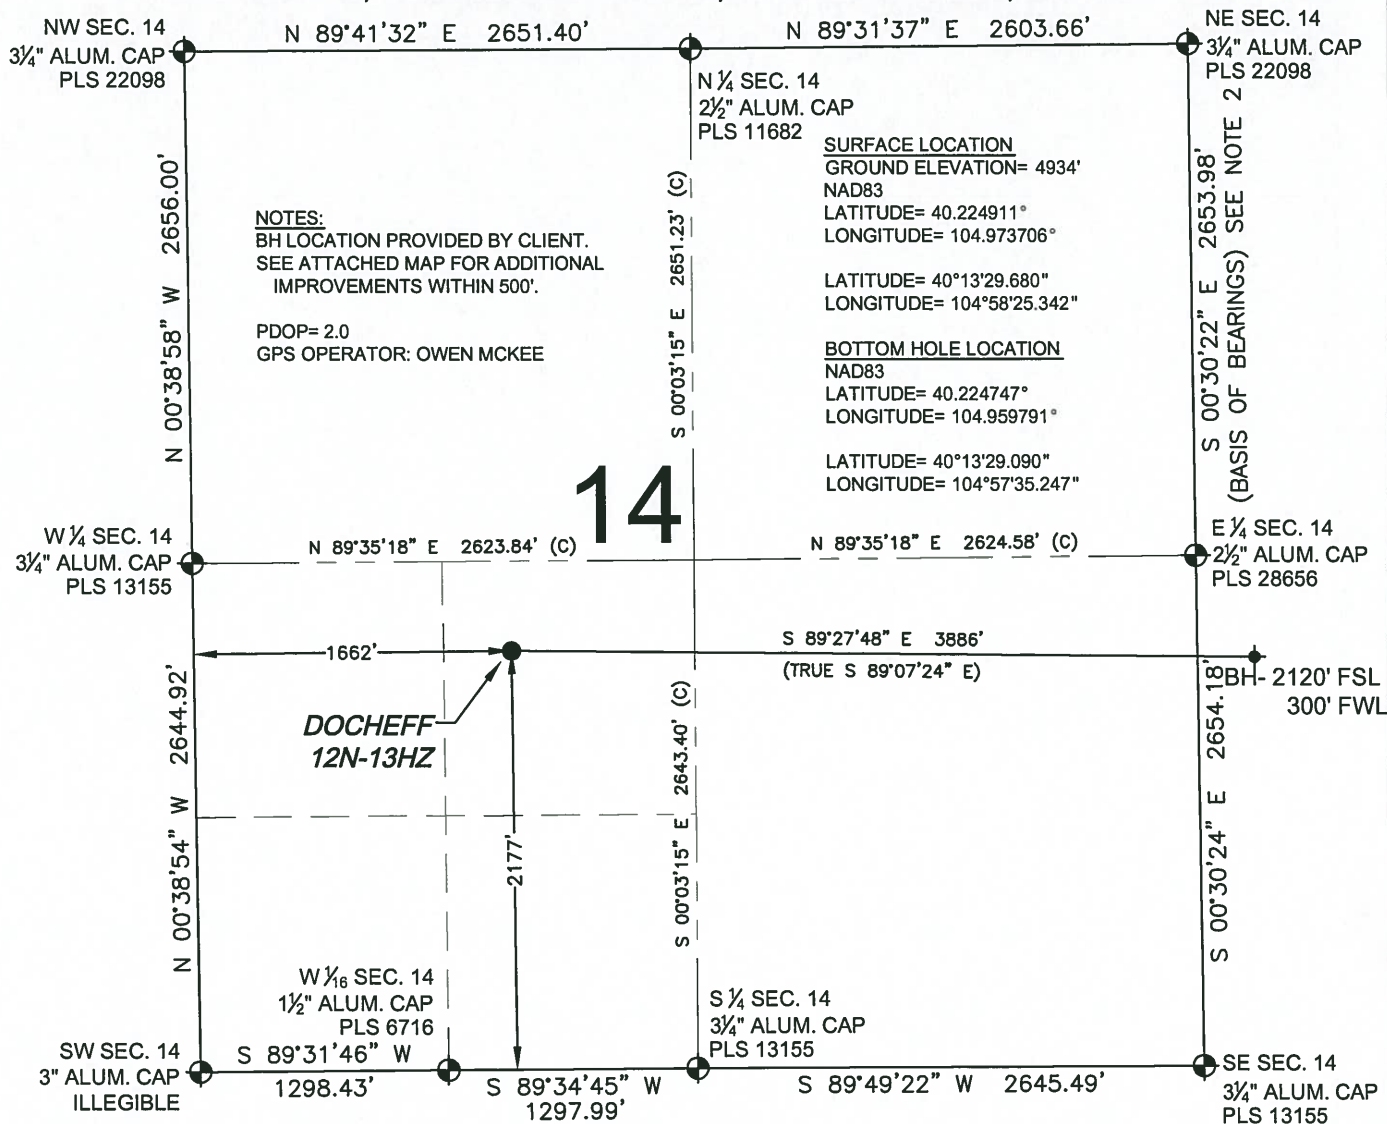 N 89°41'32" E 2651.40'
N 89°31'37" E 2603.66'
NW SEC. 14
3¼" ALUM. CAP
PLS 22098
NE SEC. 14
3¼" ALUM. CAP
PLS 22098
N ¼ SEC. 14
2½" ALUM. CAP
PLS 11682
N 00°38'58" W 2656.00'
NOTES:
BH LOCATION PROVIDED BY CLIENT.
SEE ATTACHED MAP FOR ADDITIONAL
IMPROVEMENTS WITHIN 500'.
PDOP= 2.0
GPS OPERATOR: OWEN MCKEE
S 00°03'15" E 2651.23' (C)
SURFACE LOCATION
GROUND ELEVATION= 4934'
NAD83
LATITUDE= 40.224911°
LONGITUDE= 104.973706°
LATITUDE= 40°13'29.680"
LONGITUDE= 104°58'25.342"
BOTTOM HOLE LOCATION
NAD83
LATITUDE= 40.224747°
LONGITUDE= 104.959791°
LATITUDE= 40°13'29.090"
LONGITUDE= 104°57'35.247"
S 00°30'22" E 2653.98'
(BASIS OF BEARINGS) SEE NOTE 2
14
W ¼ SEC. 14
3¼" ALUM. CAP
PLS 13155
N 89°35'18" E 2623.84' (C)
N 89°35'18" E 2624.58' (C)
E ¼ SEC. 14
2½" ALUM. CAP
PLS 28656
1662'
S 89°27'48" E 3886'
(TRUE S 89°07'24" E)
BH- 2120' FSL
300' FWL
DOCHEFF
12N-13HZ
N 00°38'54" W 2644.92'
2177'
S 00°03'15" E 2643.40' (C)
S 00°30'24" E 2654.18'
W 1⁄16 SEC. 14
1½" ALUM. CAP
PLS 6716
S ¼ SEC. 14
3¼" ALUM. CAP
PLS 13155
SW SEC. 14
3" ALUM. CAP
ILLEGIBLE
S 89°31'46" W
1298.43'
S 89°34'45" W
1297.99'
S 89°49'22" W 2645.49'
SE SEC. 14
3¼" ALUM. CAP
PLS 13155